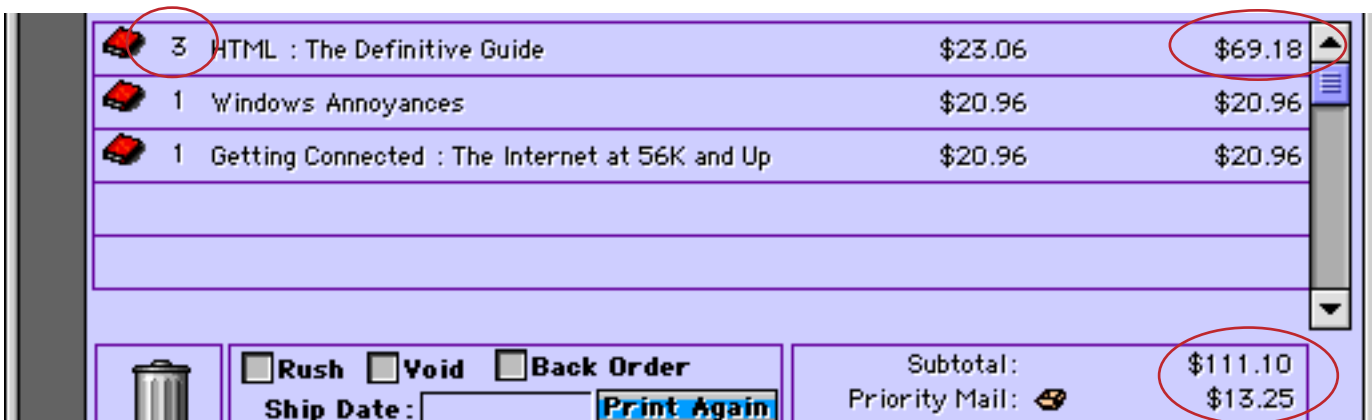 3 HTML : The Definitive Guide $23.06 $69.18
1 Windows Annoyances $20.96 $20.96
1 Getting Connected : The Internet at 56K and Up $20.96 $20.96
Rush Void Back Order Subtotal: $111.10
Ship Date: Print Again Priority Mail: $13.25